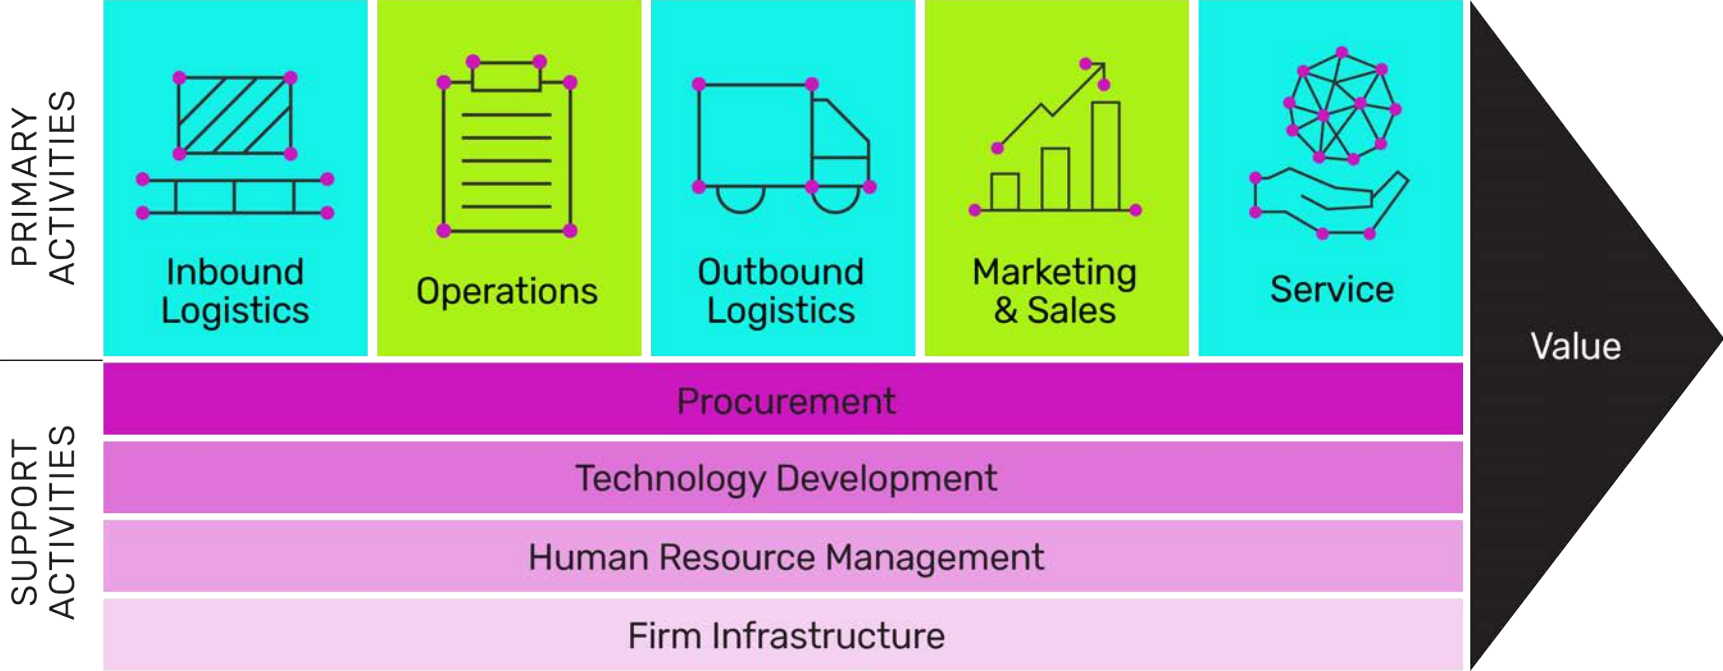 PRIMARY
ACTIVITIES
Inbound
Logistics
Operations
Outbound
Logistics
Marketing
& Sales
Service
Value
SUPPORT
ACTIVITIES
Procurement
Technology Development
Human Resource Management
Firm Infrastructure